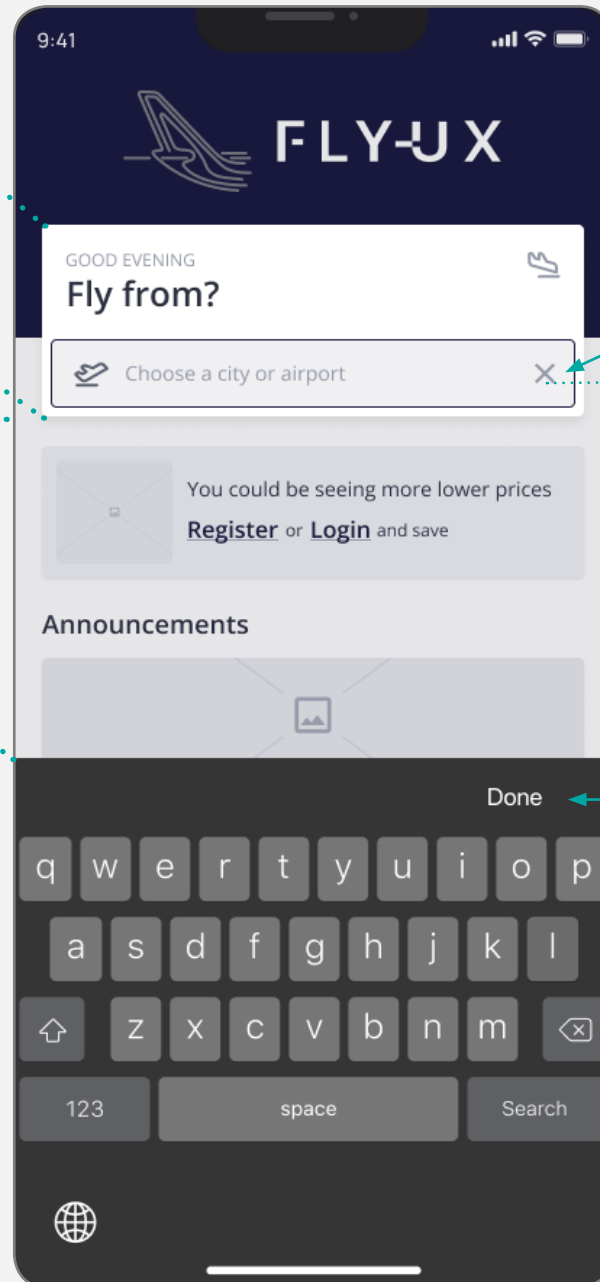 9:41
FLY-UX
GOOD EVENING
Fly from?
Choose a city or airport
You could be seeing more lower prices
Register or Login and save
Announcements
Done
q w e r t y u i o p
a s d f g h j k l
z x c v b n m
123 space Search